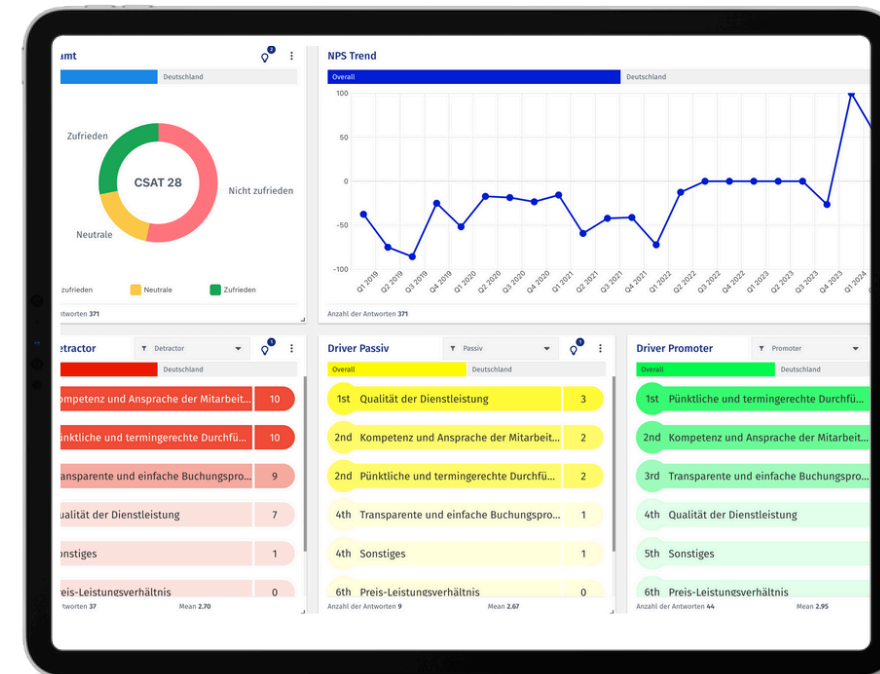 amt
2
Deutschland
Zufrieden
CSAT 28
Nicht zufrieden
Neutrale
zufrieden
Neutrale
Zufrieden
371
NPS Trend
Overall
Deutschland
100
50
0
-50
-100
Q1 2019
Q2 2019
Q3 2019
Q4 2019
Q1 2020
Q2 2020
Q3 2020
Q4 2020
Q1 2021
Q2 2021
Q3 2021
Q4 2021
Q1 2022
Q2 2022
Q3 2022
Q4 2022
Q1 2023
Q2 2023
Q3 2023
Q4 2023
Q1 2024
Anzahl der Antworten 371
etractor
Detractor
1
Deutschland
ompetenz und Ansprache der Mitarbeit... 10
inktliche und termingerechte Durchfü... 10
ansparente und einfache Buchungspro... 9
ualität der Dienstleistung 7
onstiges 1
eis-Leistungsverhältnis 0
tworten 37 Mean 2.70
Driver Passiv
Passiv
1
Overall
Deutschland
1st Qualität der Dienstleistung 3
2nd Kompetenz und Ansprache der Mitarbeit... 2
2nd Pünktliche und termingerechte Durchfü... 2
4th Transparente und einfache Buchungspro... 1
4th Sonstiges 1
6th Preis-Leistungsverhältnis 0
Anzahl der Antworten 9 Mean 2.67
Driver Promoter
Promoter
Overall
Deutschland
1st Pünktliche und termingerechte Durchfü...
2nd Kompetenz und Ansprache der Mitarbeit...
3rd Transparente und einfache Buchungspro...
4th Qualität der Dienstleistung
5th Sonstiges
6th Preis-Leistungsverhältnis
Anzahl der Antworten 44 Mean 2.95